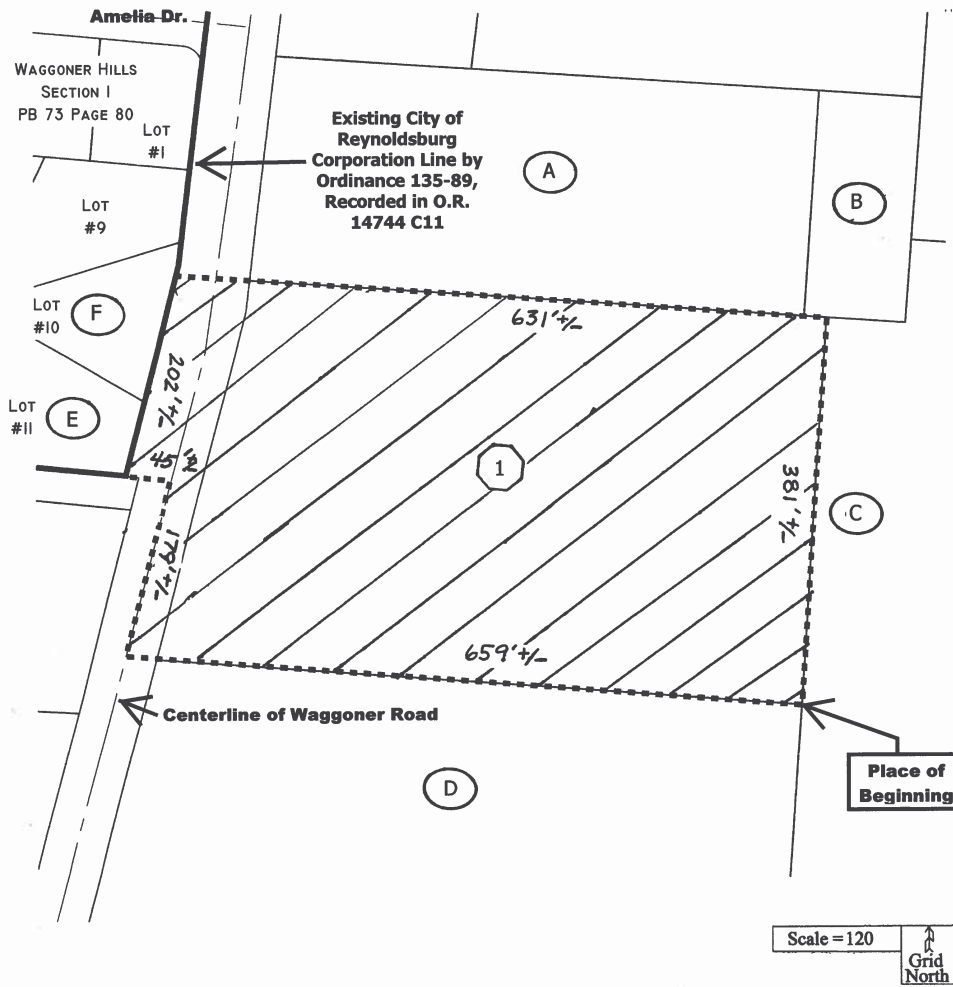 Amelia Dr.
WAGGONER HILLS
SECTION I
PB 73 PAGE 80
LOT
#1
Existing City of
Reynoldsburg
Corporation Line by
Ordinance 135-89,
Recorded in O.R.
14744 C11
A
B
LOT
#9
LOT
#10
F
631'+/-
202'+/-
LOT
#11
E
45'+/-
1
381'+/-
C
179'+/-
659'+/-
Centerline of Waggoner Road
Place of
Beginning
D
Scale = 120
Grid
North